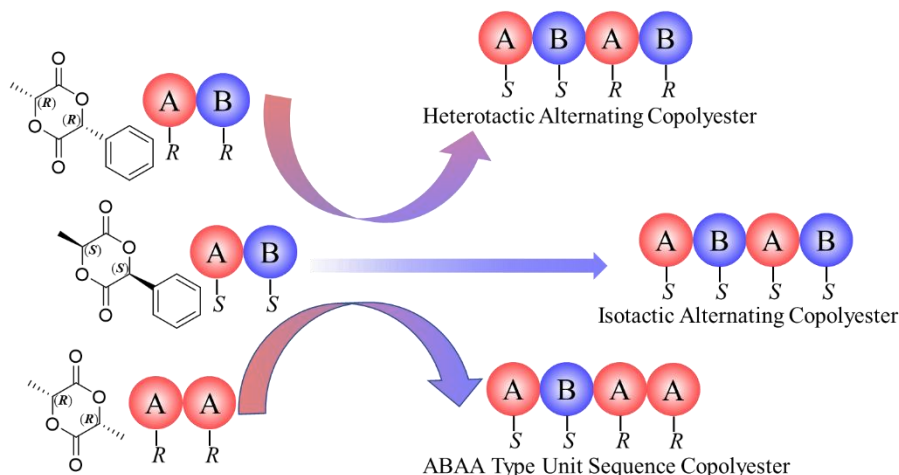 A B A B
S S R R
Heterotactic Alternating Copolyester
O
(R) O
O (R)
O
A B
R R
O
(S) O
O (S)
O
A B
S S
A B A B
S S S S
Isotactic Alternating Copolyester
O
(R) O
O (R)
O
A A
R R
A B A A
S S R R
ABAA Type Unit Sequence Copolyester